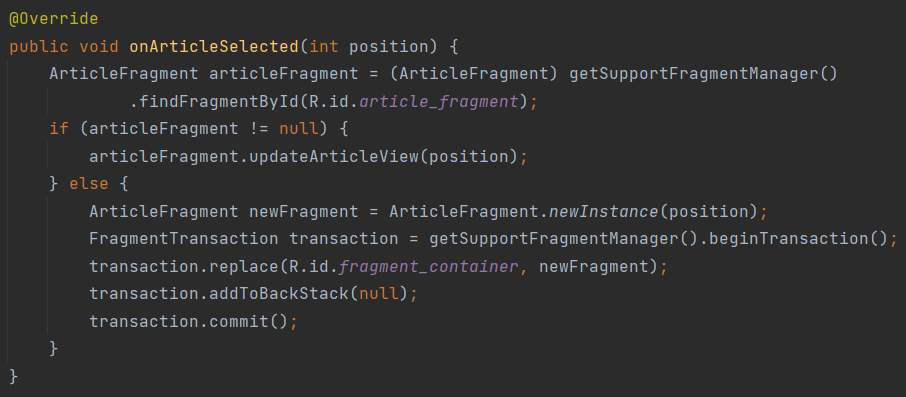 @Override
public void onArticleSelected(int position) {
    ArticleFragment articleFragment = (ArticleFragment) getSupportFragmentManager()
            .findFragmentById(R.id.article_fragment);
    if (articleFragment != null) {
        articleFragment.updateArticleView(position);
    } else {
        ArticleFragment newFragment = ArticleFragment.newInstance(position);
        FragmentTransaction transaction = getSupportFragmentManager().beginTransaction();
        transaction.replace(R.id.fragment_container, newFragment);
        transaction.addToBackStack(null);
        transaction.commit();
    }
}